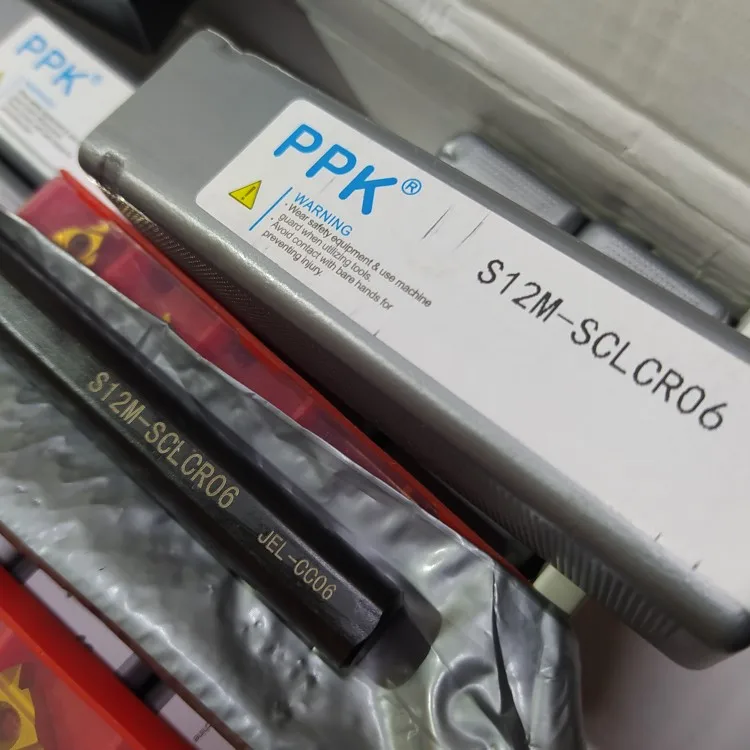 PPK®
PPK®
WARNING
· Wear safety equipment & use machine
guard when utilizing tools.
· Avoid contact with bare hands for
preventing injury.
S12M-SCLCR06
S12M-SCLCR06
JEL-CC06